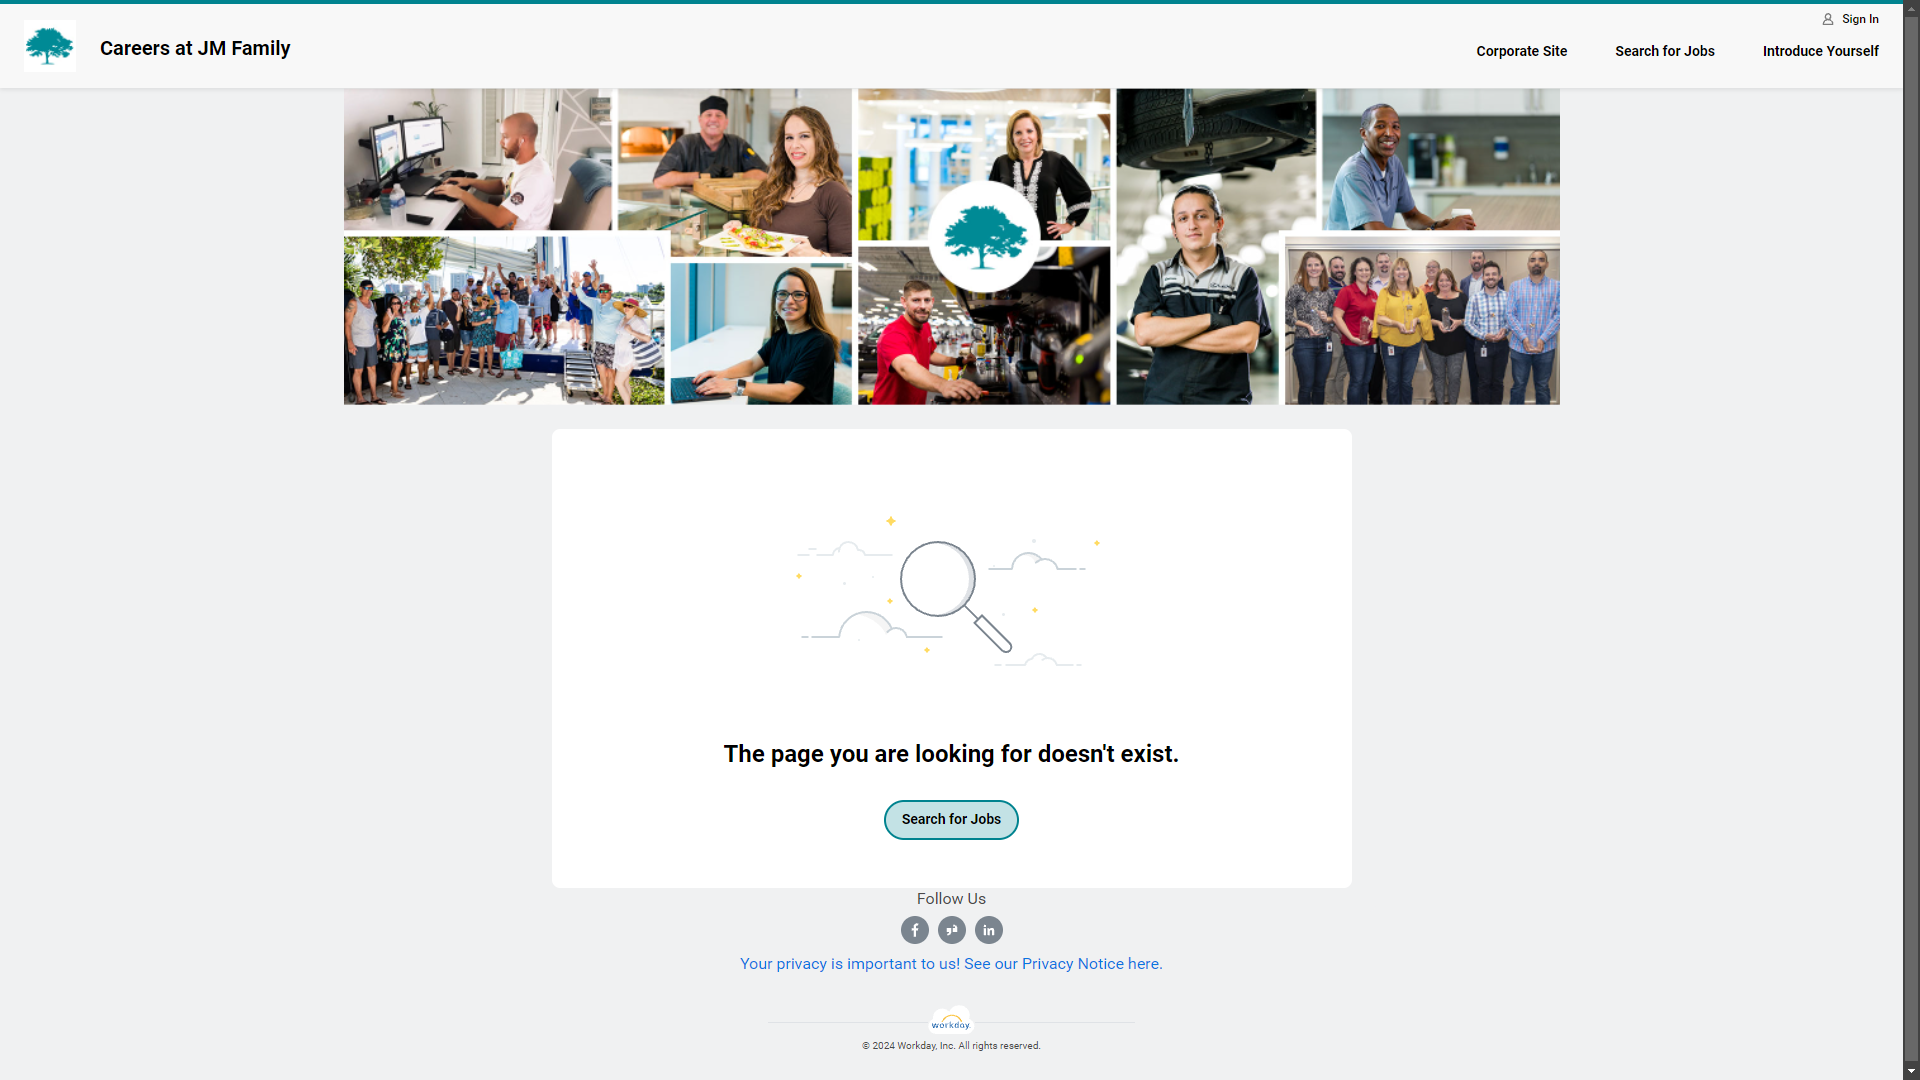 Sign In
Careers at JM Family
Corporate Site
Search for Jobs
Introduce Yourself
The page you are looking for doesn't exist.
Search for Jobs
Follow Us
Your privacy is important to us! See our Privacy Notice here.
workday.
© 2024 Workday, Inc. All rights reserved.